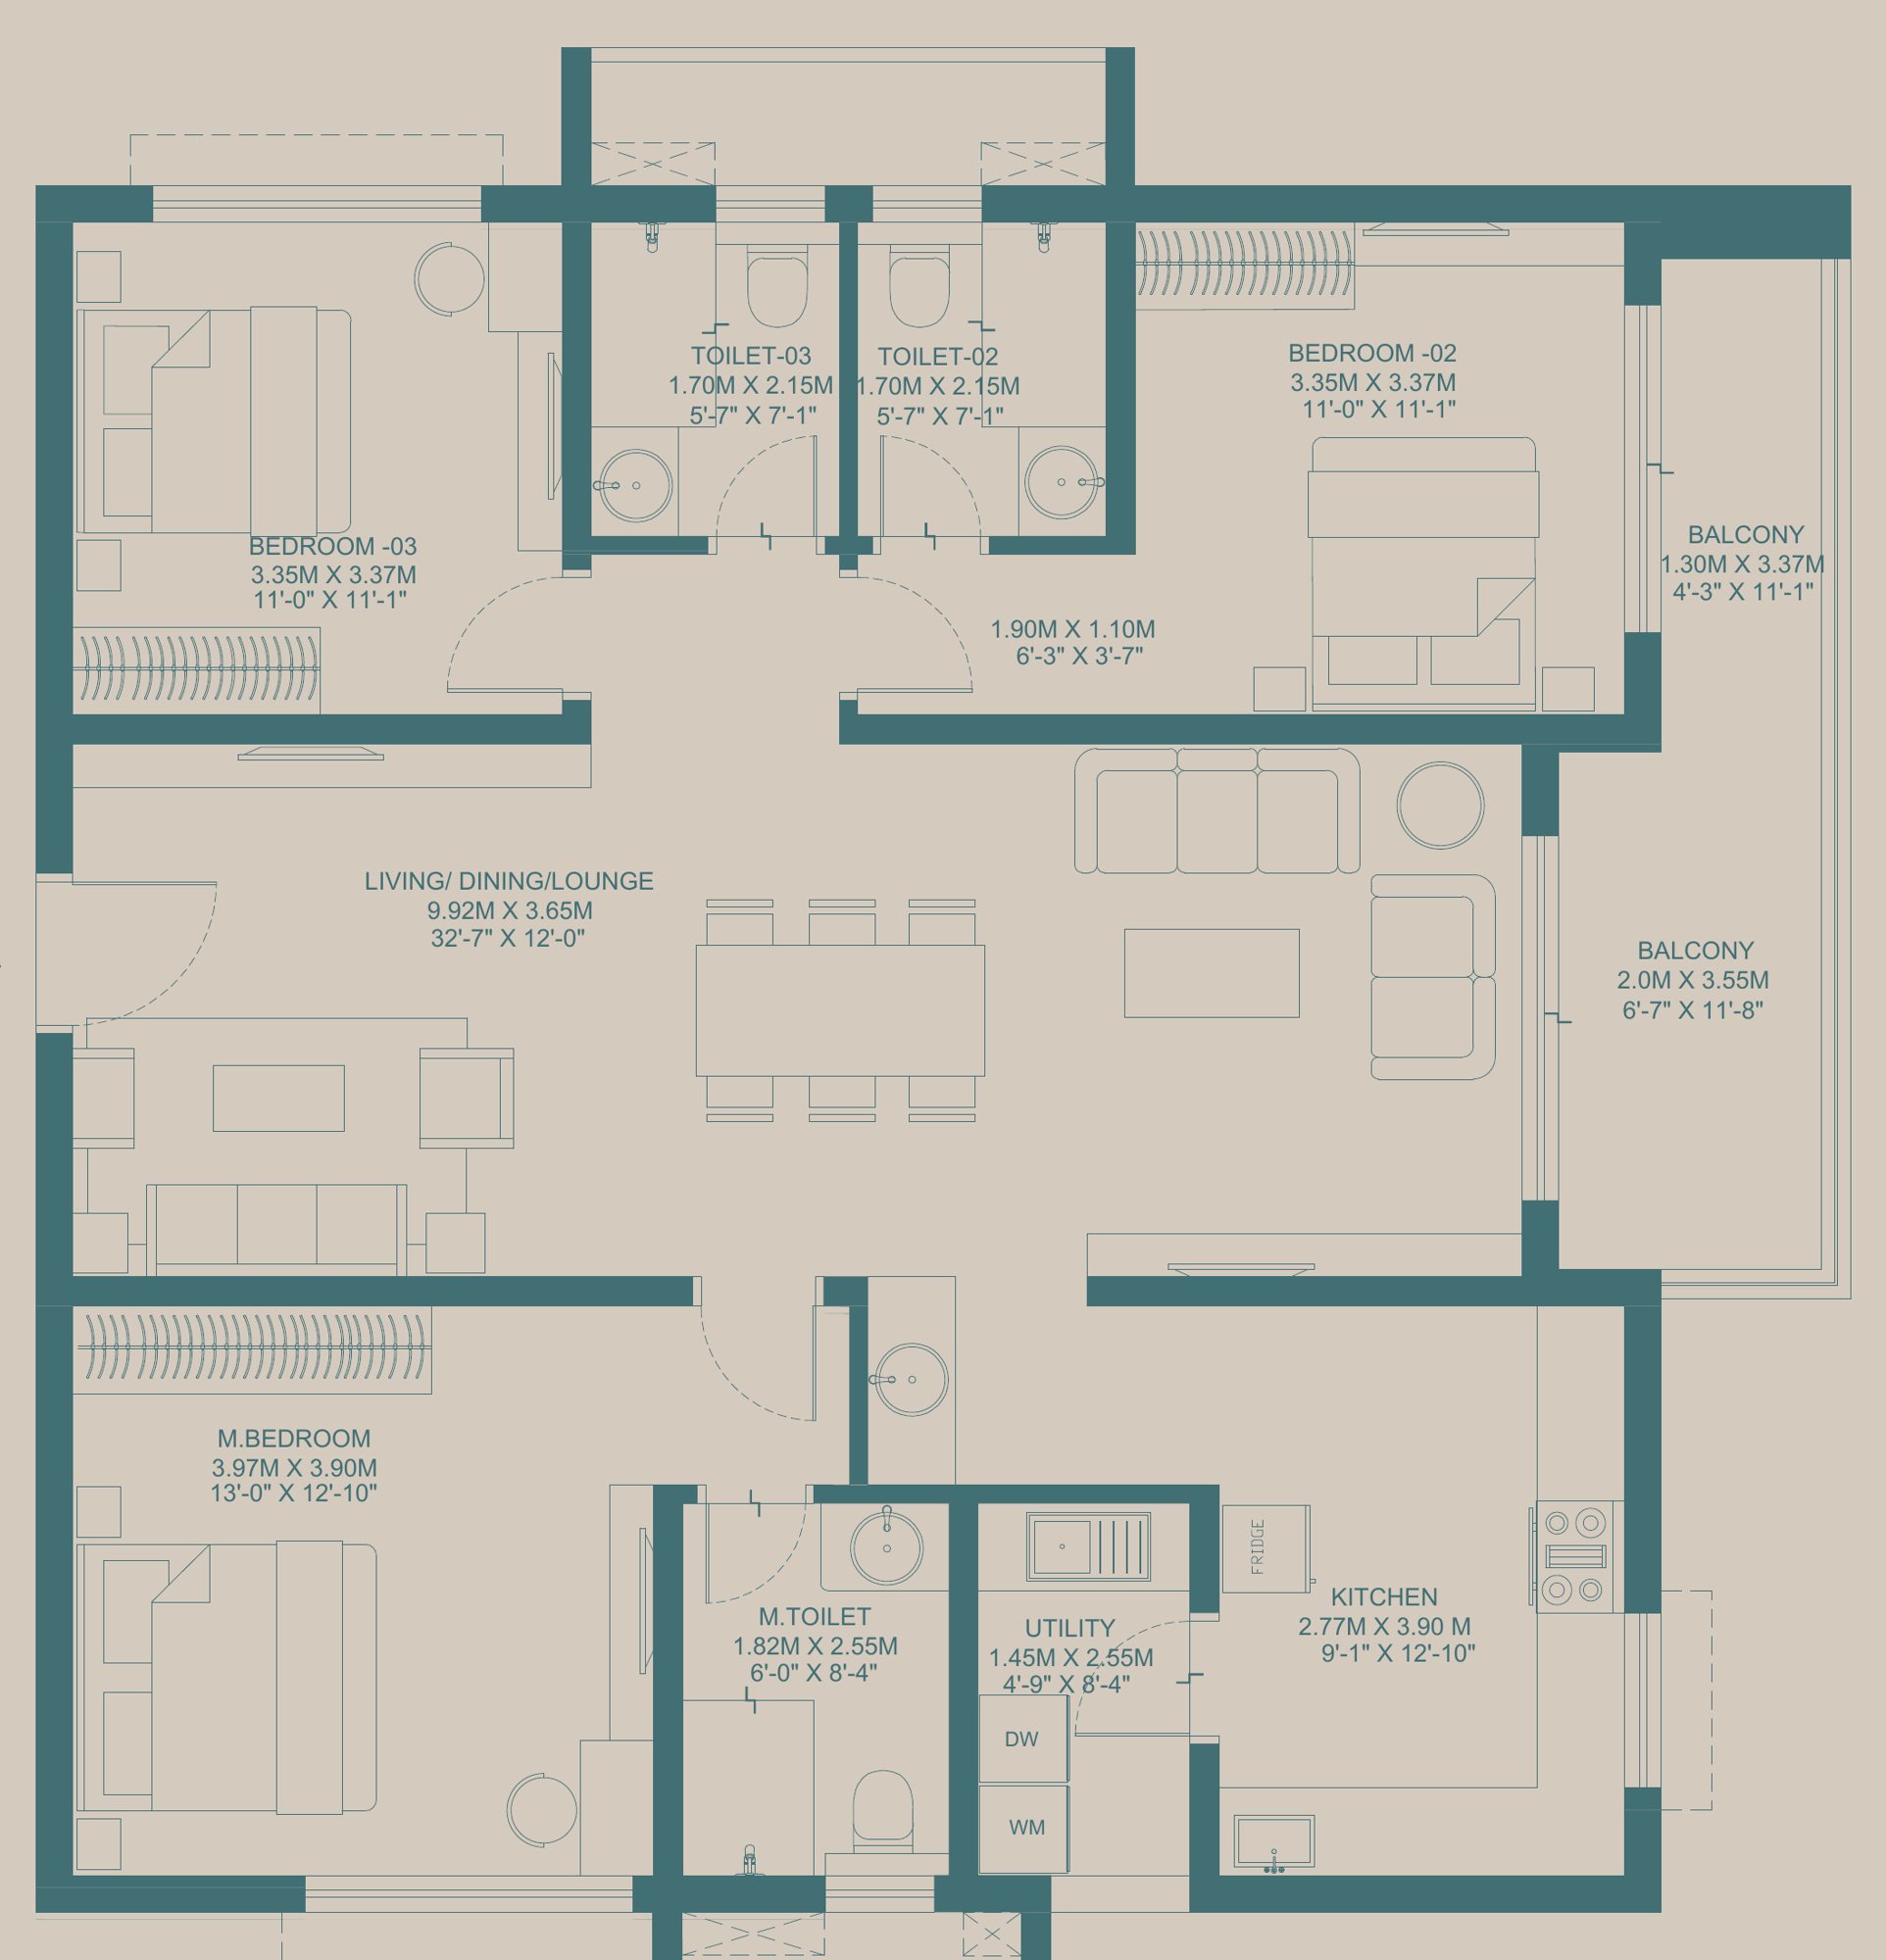 TOILET-03
1.70M X 2.15M
5'-7" X 7'-1"
TOILET-02
1.70M X 2.15M
5'-7" X 7'-1"
BEDROOM -02
3.35M X 3.37M
11'-0" X 11'-1"
BEDROOM -03
3.35M X 3.37M
11'-0" X 11'-1"
BALCONY
1.30M X 3.37M
4'-3" X 11'-1"
1.90M X 1.10M
6'-3" X 3'-7"
LIVING/ DINING/LOUNGE
9.92M X 3.65M
32'-7" X 12'-0"
BALCONY
2.0M X 3.55M
6'-7" X 11'-8"
M.BEDROOM
3.97M X 3.90M
13'-0" X 12'-10"
FRIDGE
M.TOILET
1.82M X 2.55M
6'-0" X 8'-4"
UTILITY
1.45M X 2.55M
4'-9" X 8'-4"
KITCHEN
2.77M X 3.90 M
9'-1" X 12'-10"
DW
WM